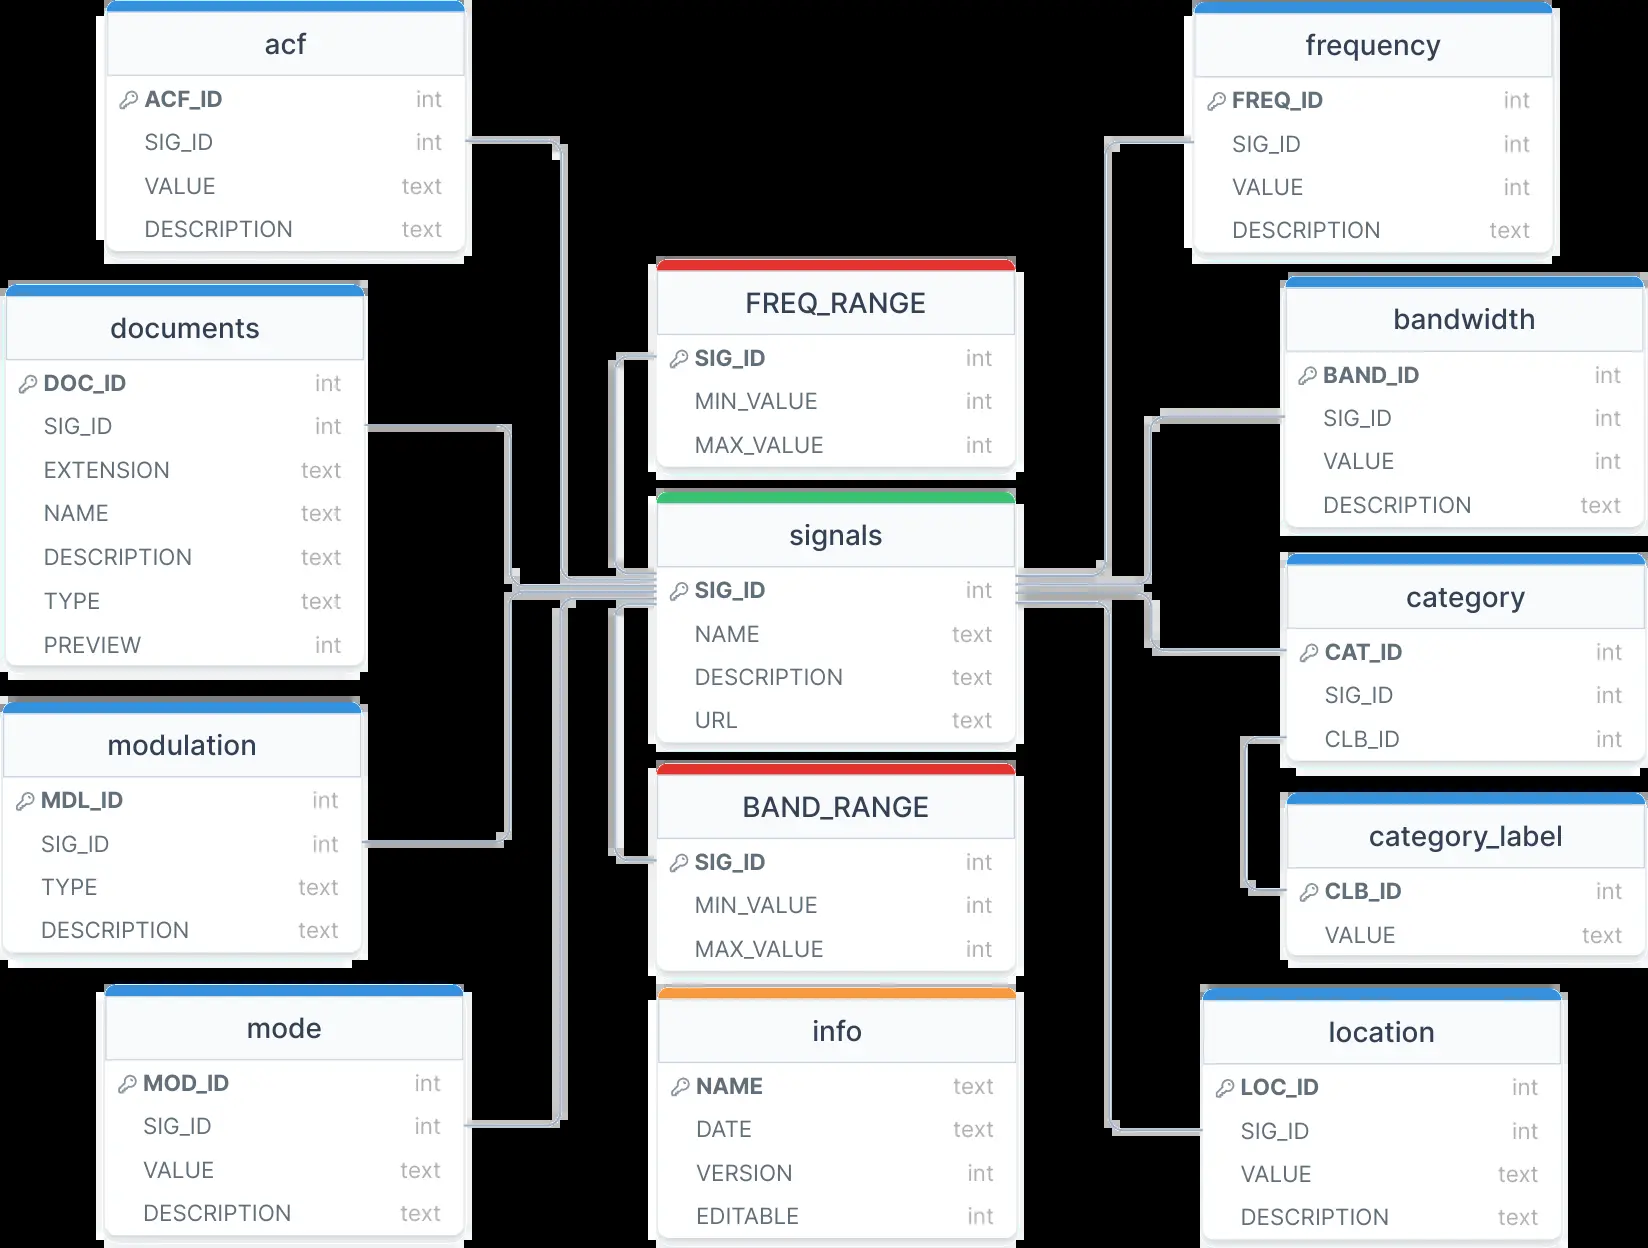 acf
ACF_ID int
SIG_ID int
VALUE text
DESCRIPTION text
documents
DOC_ID int
SIG_ID int
EXTENSION text
NAME text
DESCRIPTION text
TYPE text
PREVIEW int
modulation
MDL_ID int
SIG_ID int
TYPE text
DESCRIPTION text
mode
MOD_ID int
SIG_ID int
VALUE text
DESCRIPTION text
FREQ_RANGE
SIG_ID int
MIN_VALUE int
MAX_VALUE int
signals
SIG_ID int
NAME text
DESCRIPTION text
URL text
BAND_RANGE
SIG_ID int
MIN_VALUE int
MAX_VALUE int
info
NAME text
DATE text
VERSION int
EDITABLE int
frequency
FREQ_ID int
SIG_ID int
VALUE int
DESCRIPTION text
bandwidth
BAND_ID int
SIG_ID int
VALUE int
DESCRIPTION text
category
CAT_ID int
SIG_ID int
CLB_ID int
category_label
CLB_ID int
VALUE text
location
LOC_ID int
SIG_ID int
VALUE text
DESCRIPTION text